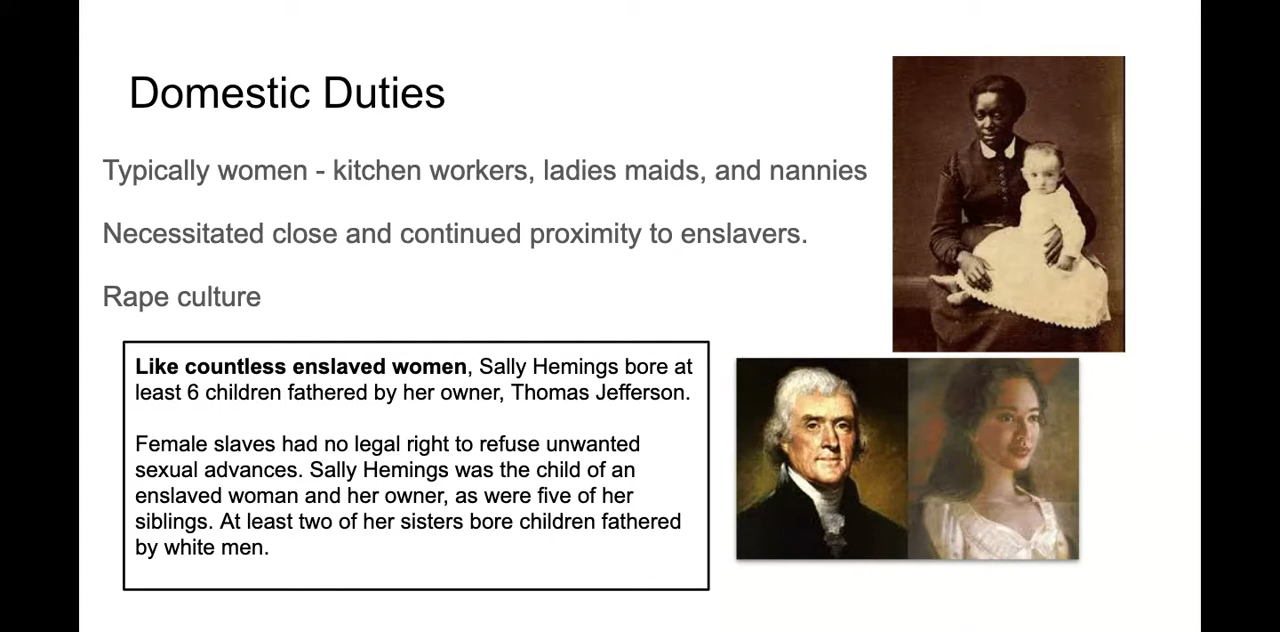 Domestic Duties
Typically women - kitchen workers, ladies maids, and nannies
Necessitated close and continued proximity to enslavers.
Rape culture
Like countless enslaved women, Sally Hemings bore at
least 6 children fathered by her owner, Thomas Jefferson.
Female slaves had no legal right to refuse unwanted
sexual advances. Sally Hemings was the child of an
enslaved woman and her owner, as were five of her
siblings. At least two of her sisters bore children fathered
by white men.